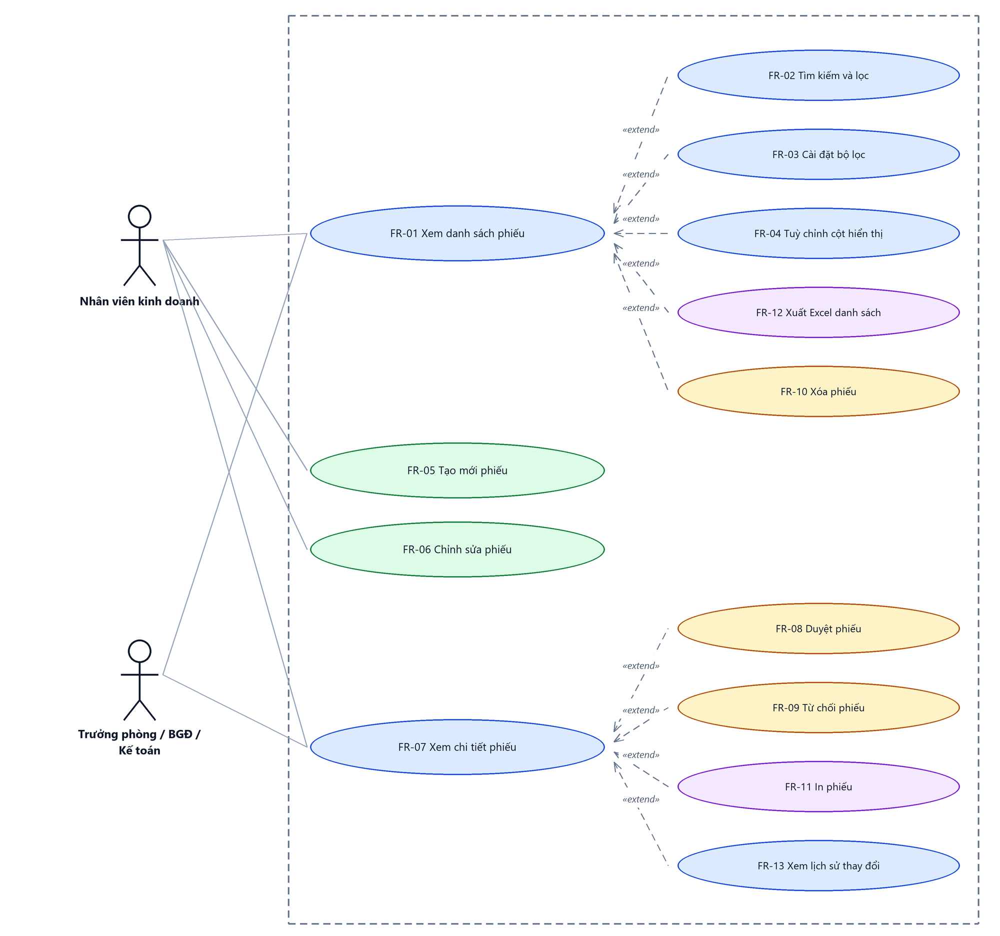 FR-02 Tìm kiếm và lọc
«extend»
FR-03 Cài đặt bộ lọc
«extend»
«extend»
FR-01 Xem danh sách phiếu
FR-04 Tuỳ chỉnh cột hiển thị
«extend»
Nhân viên kinh doanh
«extend»
FR-12 Xuất Excel danh sách
FR-10 Xóa phiếu
FR-05 Tạo mới phiếu
FR-06 Chỉnh sửa phiếu
FR-08 Duyệt phiếu
«extend»
FR-09 Từ chối phiếu
«extend»
Trưởng phòng / BGĐ /
Kế toán
FR-07 Xem chi tiết phiếu
«extend»
FR-11 In phiếu
«extend»
FR-13 Xem lịch sử thay đổi